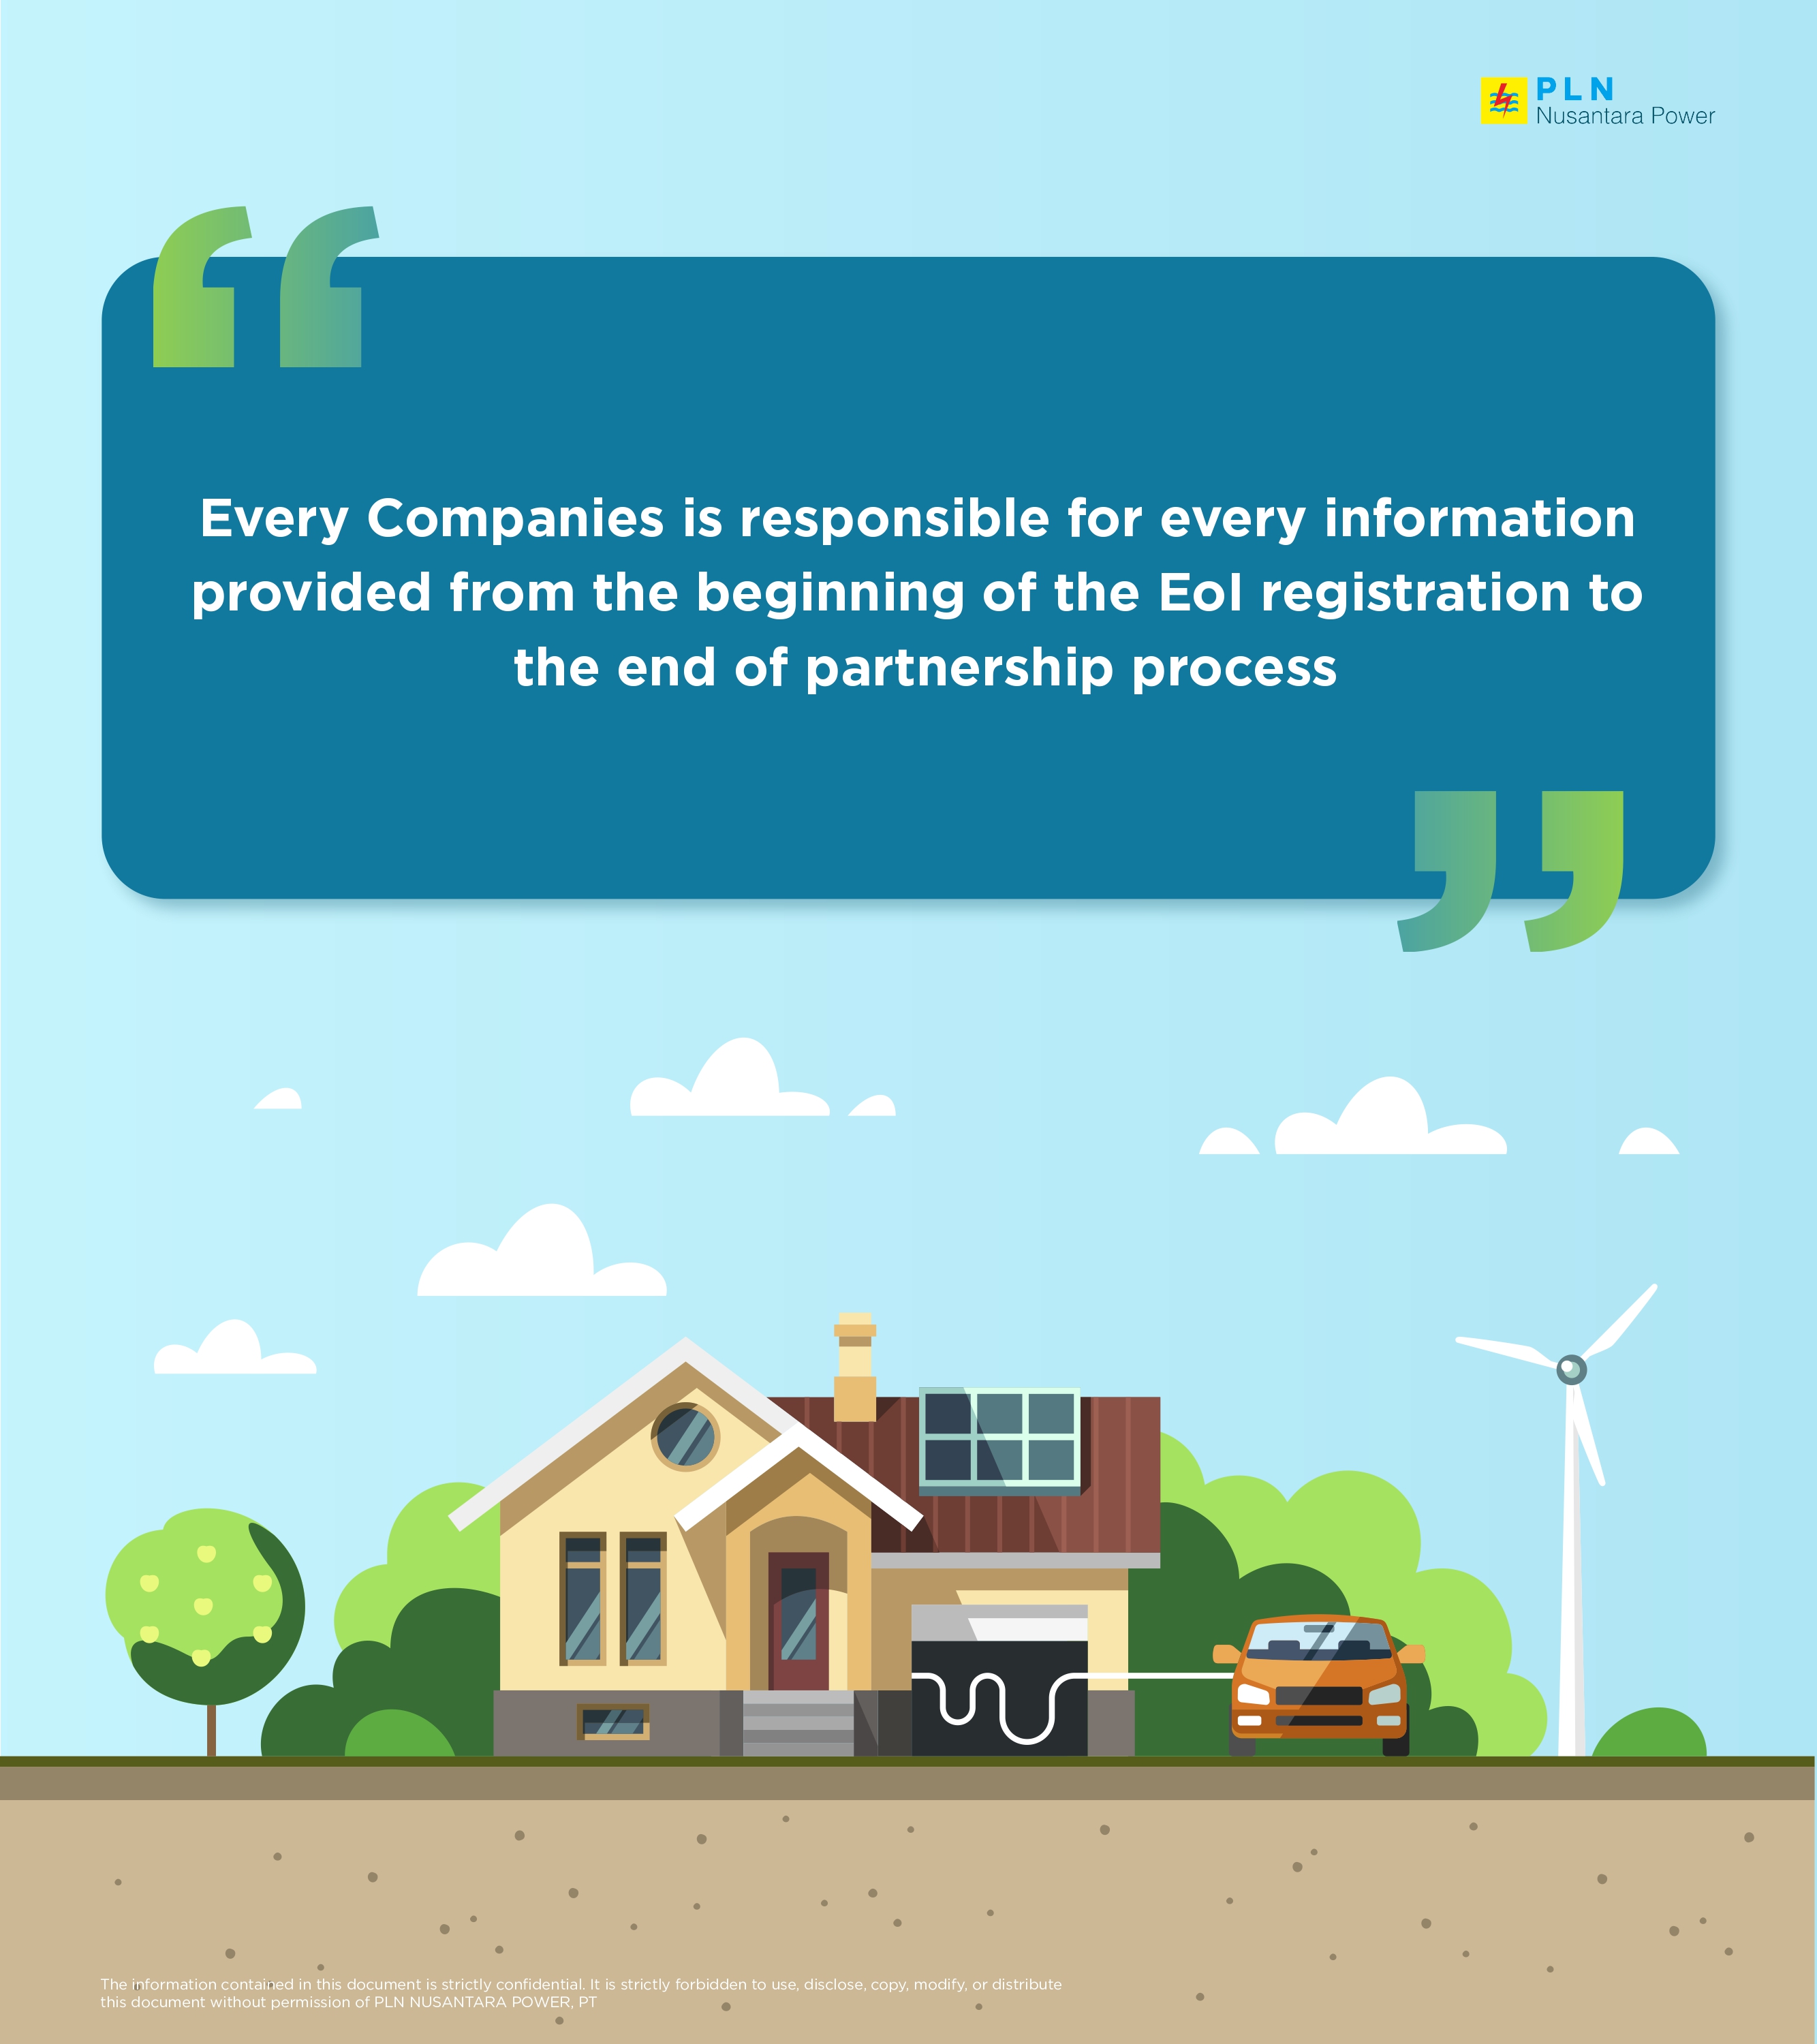 PLN
Nusantara Power
“
Every Companies is responsible for every information
provided from the beginning of the EoI registration to
the end of partnership process
”
The information contained in this document is strictly confidential. It is strictly forbidden to use, disclose, copy, modify, or distribute
this document without permission of PLN NUSANTARA POWER, PT